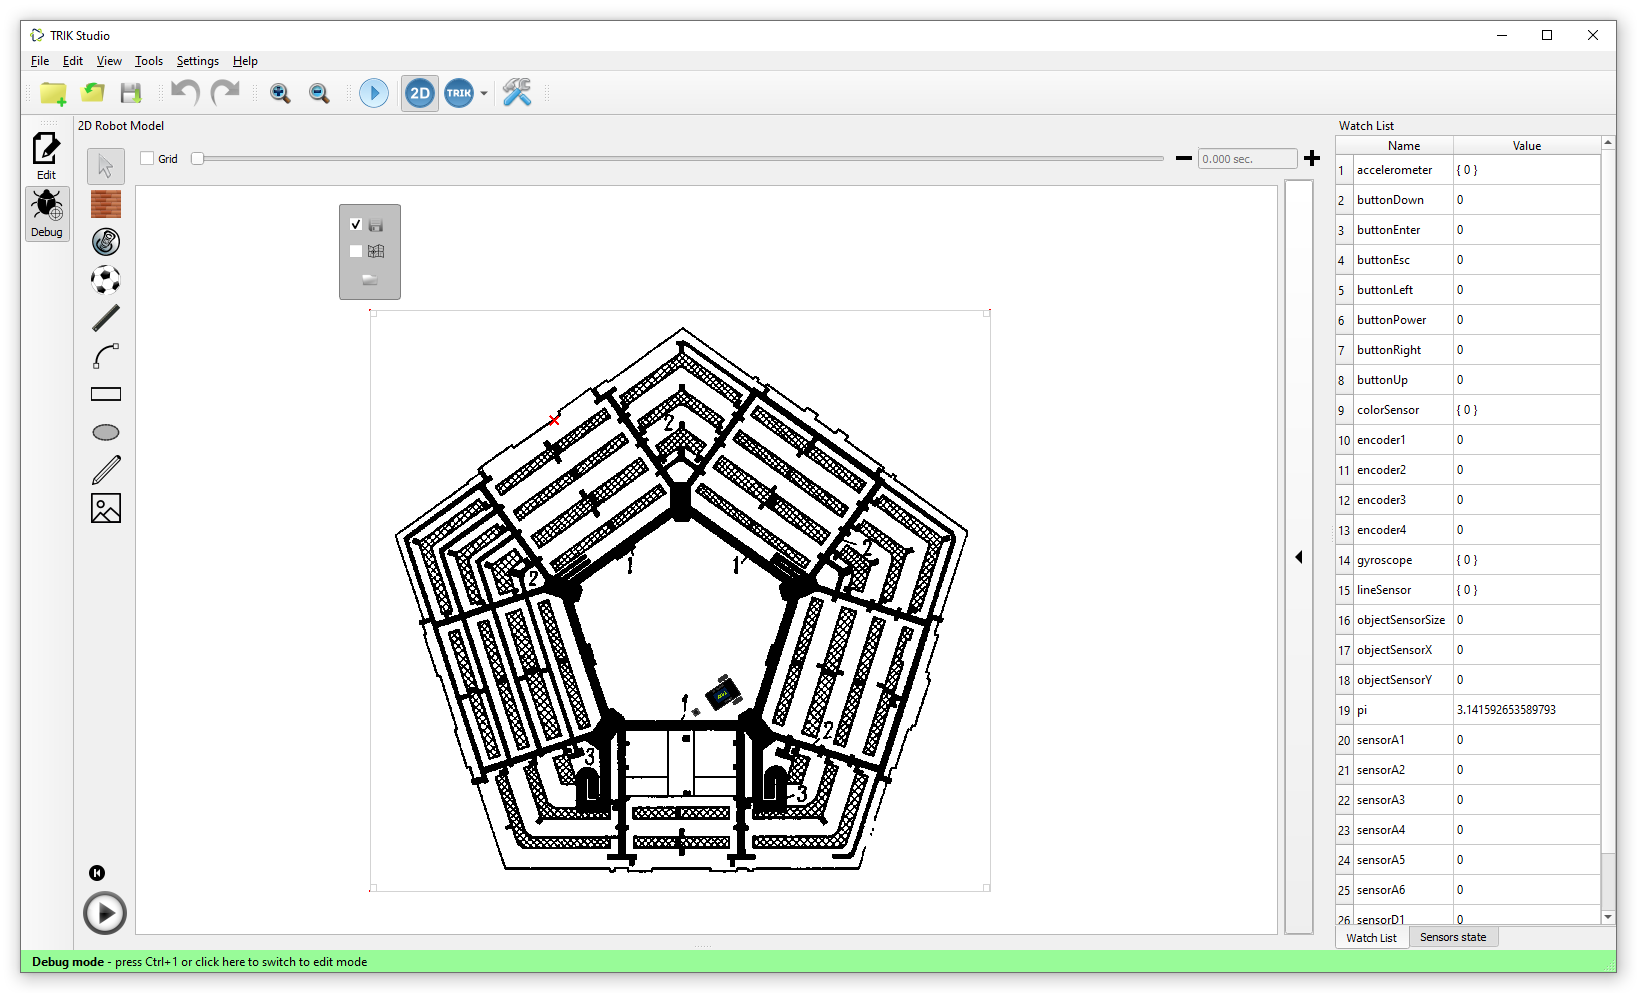 TRIK Studio
File Edit View Tools Settings Help
2D TRIK
2D Robot Model
Watch List
Edit
Debug
Grid
0.000 sec.
Name Value
1 accelerometer { 0 }
2 buttonDown 0
3 buttonEnter 0
4 buttonEsc 0
5 buttonLeft 0
6 buttonPower 0
7 buttonRight 0
8 buttonUp 0
9 colorSensor { 0 }
10 encoder1 0
11 encoder2 0
12 encoder3 0
13 encoder4 0
14 gyroscope { 0 }
15 lineSensor { 0 }
16 objectSensorSize 0
17 objectSensorX 0
18 objectSensorY 0
19 pi 3.141592653589793
20 sensorA1 0
21 sensorA2 0
22 sensorA3 0
23 sensorA4 0
24 sensorA5 0
25 sensorA6 0
26 sensorD1 0
2
2
1 1
2
1
2
3
3
Watch List Sensors state
Debug mode - press Ctrl+1 or click here to switch to edit mode